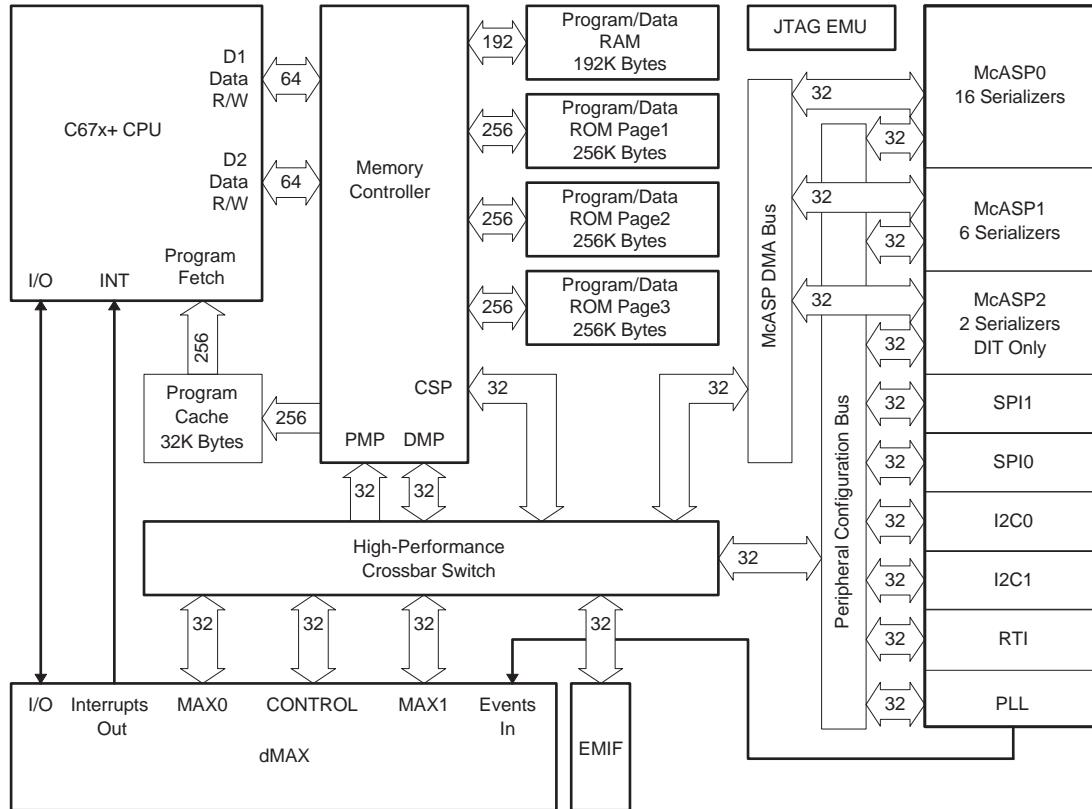 C67x+ CPU
D1
Data
R/W
D2
Data
R/W
Program
Fetch
I/O
INT
64
64
256
Program
Cache
32K Bytes
256
Memory
Controller
CSP
PMP
DMP
192
256
256
256
32
32
32
Program/Data
RAM
192K Bytes
Program/Data
ROM Page1
256K Bytes
Program/Data
ROM Page2
256K Bytes
Program/Data
ROM Page3
256K Bytes
JTAG EMU
McASP DMA Bus
Peripheral Configuration Bus
32
32
32
32
32
32
32
32
32
32
32
32
32
32
McASP0
16 Serializers
McASP1
6 Serializers
McASP2
2 Serializers
DIT Only
SPI1
SPI0
I2C0
I2C1
RTI
PLL
High-Performance
Crossbar Switch
32
32
32
32
I/O
Interrupts
Out
MAX0
CONTROL
MAX1
Events
In
dMAX
EMIF